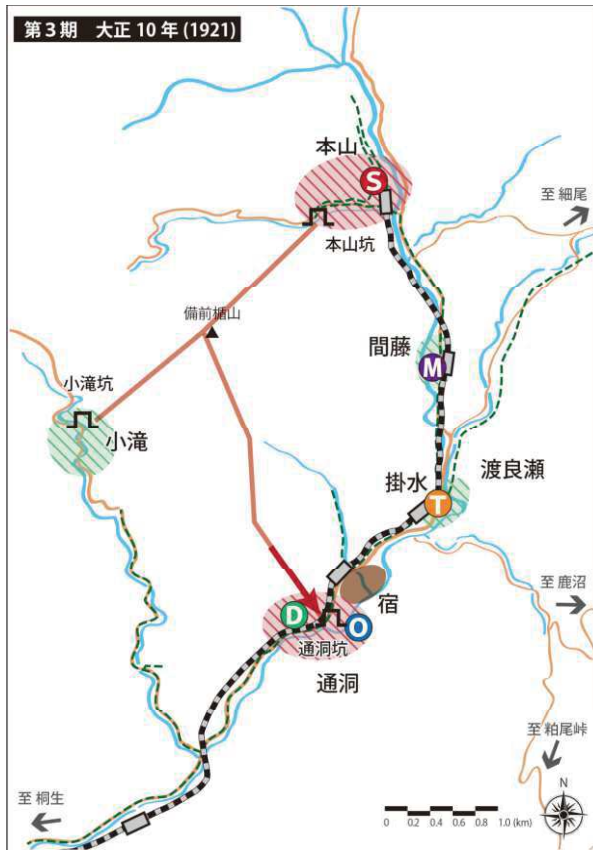 第3期 大正10年(1921)
本山
S
至 細尾
本山坑
備前楯山
間藤
M
小滝坑
小滝
渡良瀬
掛水
T
至 鹿沼
宿
D
O
通洞坑
通洞
至 粕尾峠
至 桐生
N
0 0.2 0.4 0.6 0.8 1.0 (km)